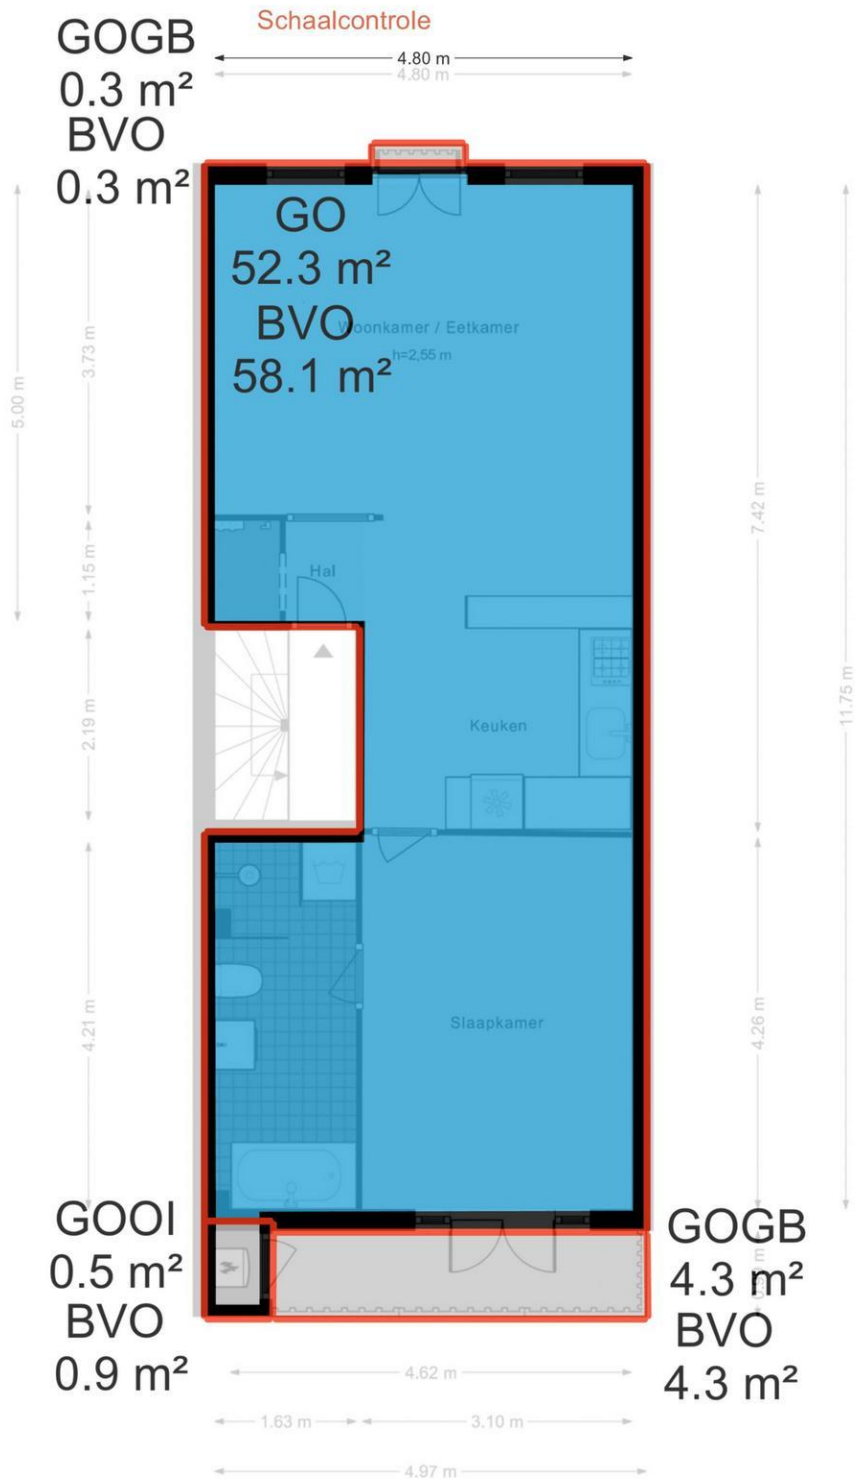 Schaalcontrole
GOGB
0.3 m²
BVO
0.3 m²
4.80 m
4.80 m
GO
52.3 m²
BVO
58.1 m²
Woonkamer / Eetkamer
h=2,55 m
5.00 m
3.73 m
1.15 m
2.19 m
4.21 m
7.42 m
4.26 m
11.75 m
Hal
Keuken
Slaapkamer
GOOI
0.5 m²
BVO
0.9 m²
GOGB
4.3 m²
BVO
4.3 m²
4.62 m
1.63 m
3.10 m
4.97 m